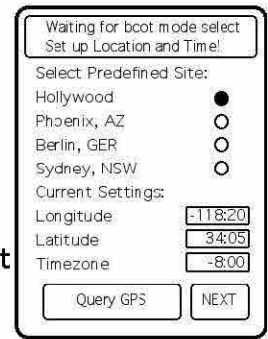 Waiting for boot mode select
Set up Location and Time!
Select Predefined Site:
Hollywood
Phoenix, AZ
Berlin, GER
Sydney, NSW
Current Settings:
Longitude -118:20
Latitude 34:05
t
Timezone -8:00
Query GPS NEXT